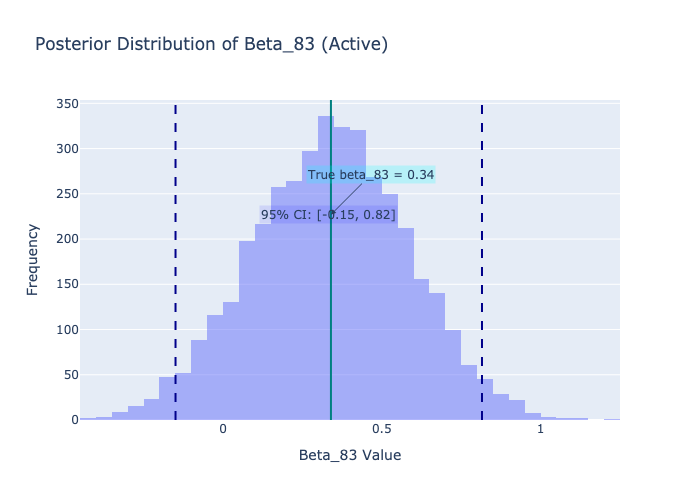 Posterior Distribution of Beta_83 (Active)
350
300
250
200
150
100
50
0
Frequency
True beta_83 = 0.34
95% CI: [-0.15, 0.82]
0
0.5
1
Beta_83 Value